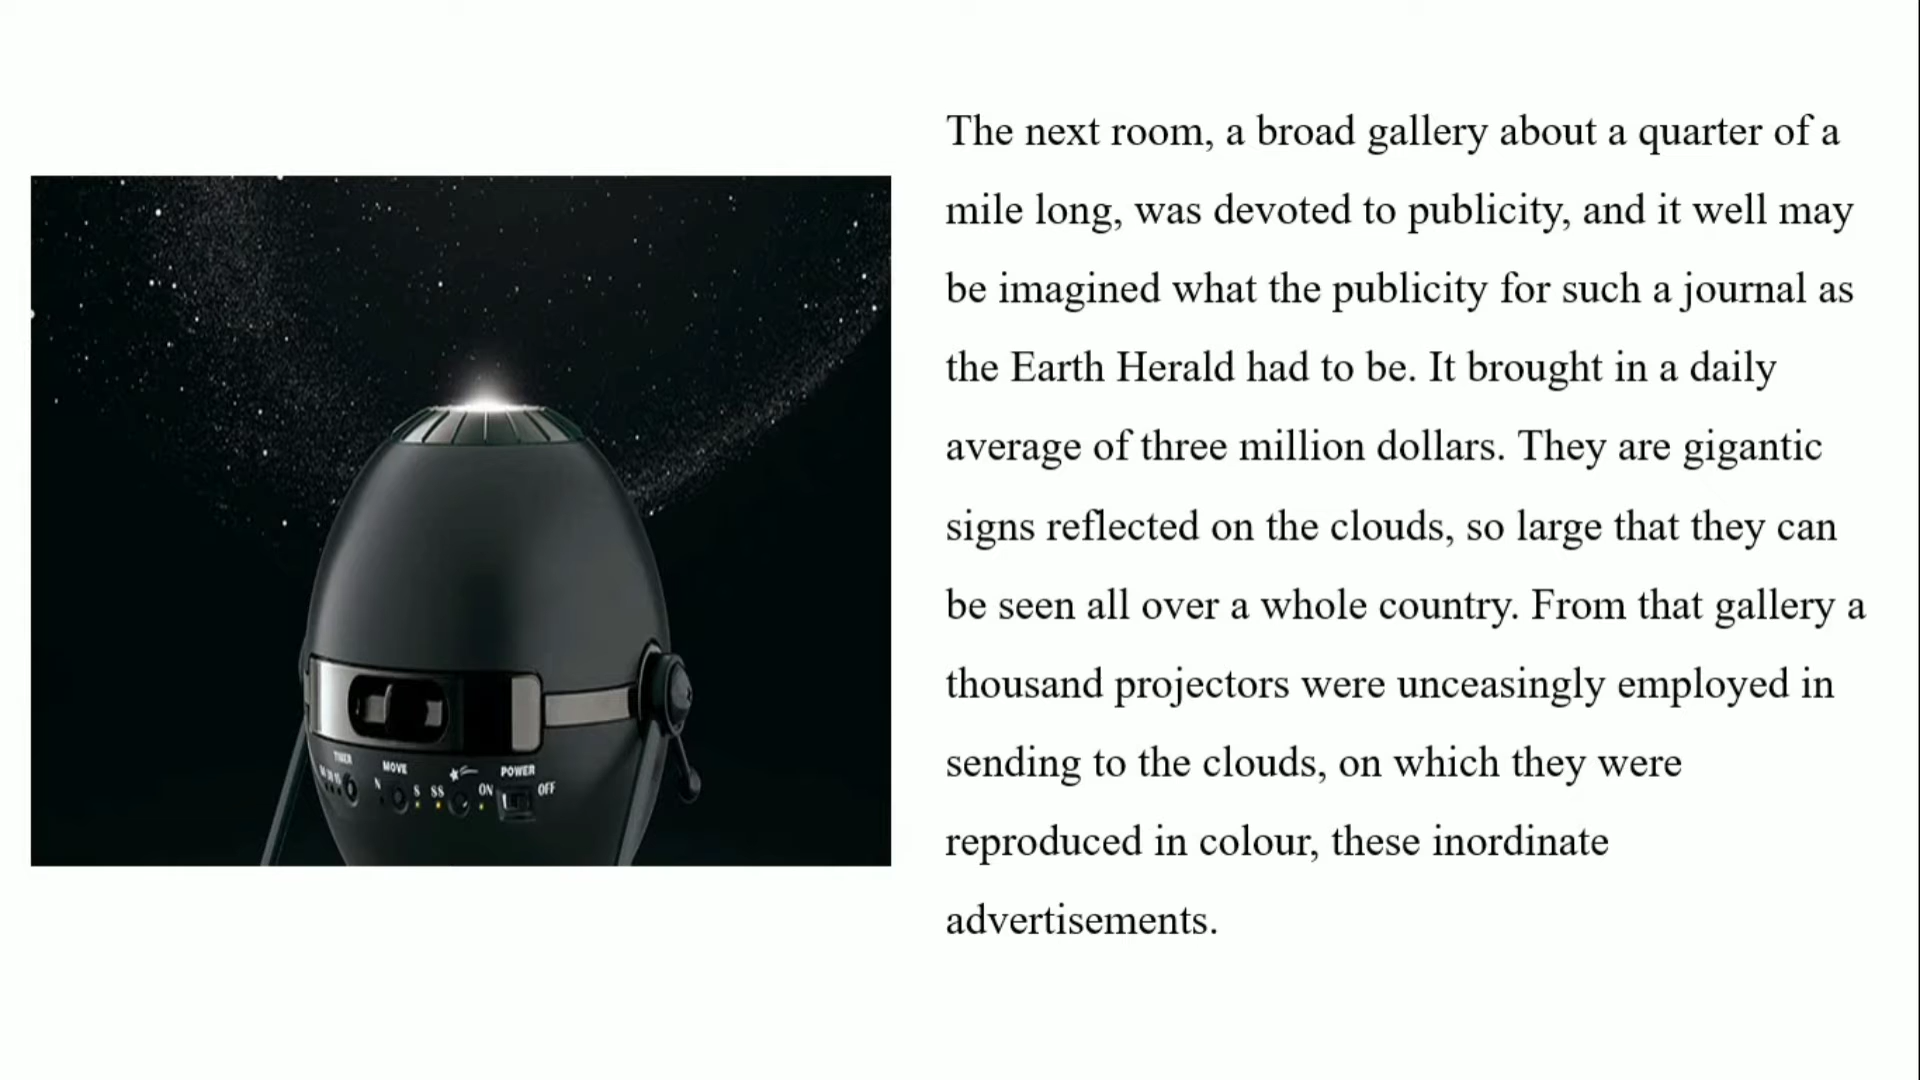 The next room, a broad gallery about a quarter of a
mile long, was devoted to publicity, and it well may
be imagined what the publicity for such a journal as
the Earth Herald had to be. It brought in a daily
average of three million dollars. They are gigantic
signs reflected on the clouds, so large that they can
be seen all over a whole country. From that gallery a
thousand projectors were unceasingly employed in
sending to the clouds, on which they were
reproduced in colour, these inordinate
advertisements.
TIMER
MOVE
POWER
N
S
SS
ON
OFF